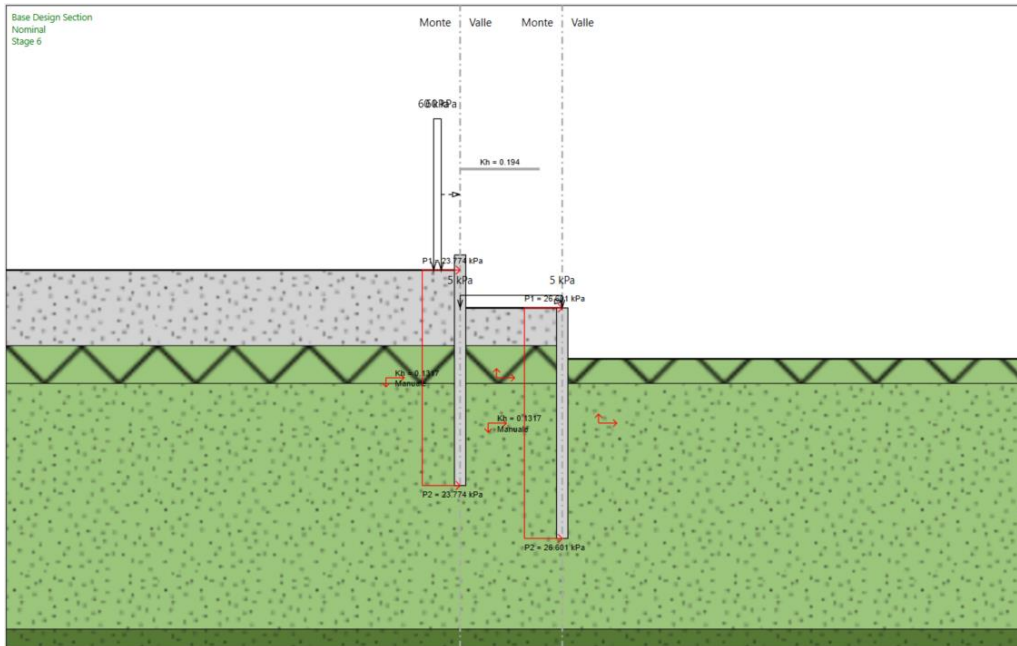 Base Design Section
Nominal
Stage 6
Monte Valle Monte Valle
Kh = 0.194
P1 = 23.774 kPa
5 kPa 5 kPa
Kh = 0.1317
Manuale
Kh = 0.1317
Manuale
P2 = 23.774 kPa
P2 = 26.601 kPa